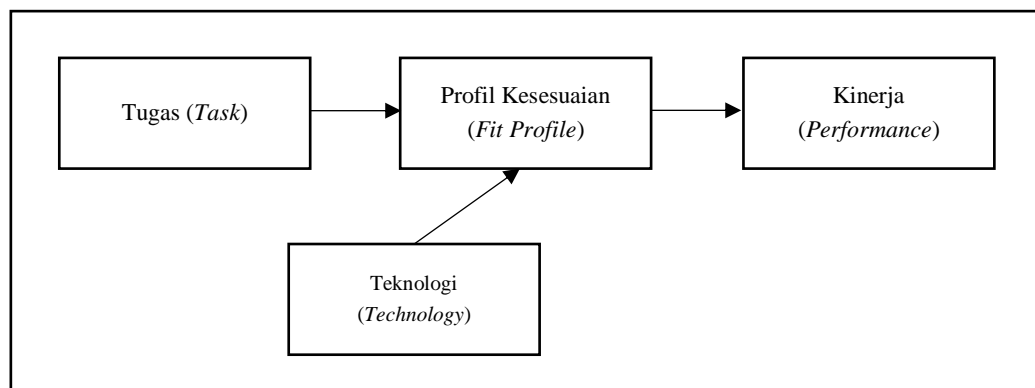 Tugas (Task)
Profil Kesesuaian
(Fit Profile)
Kinerja
(Performance)
Teknologi
(Technology)